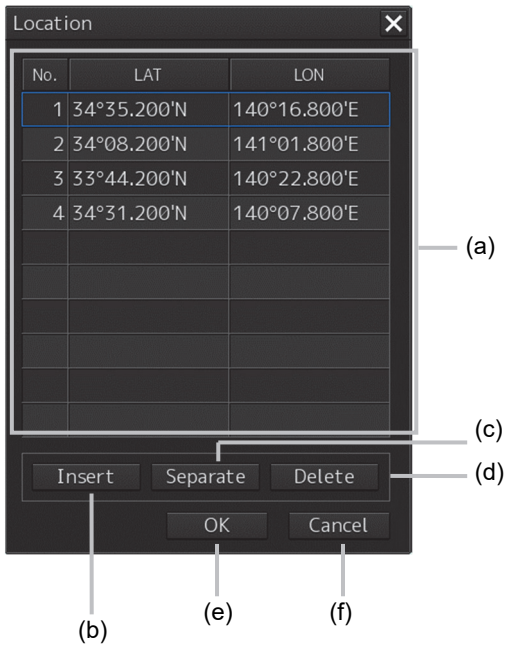 Location
No. LAT LON
1 34°35.200'N 140°16.800'E
2 34°08.200'N 141°01.800'E
3 33°44.200'N 140°22.800'E
4 34°31.200'N 140°07.800'E
(a)
(c)
Insert Separate Delete (d)
OK Cancel
(b) (e) (f)